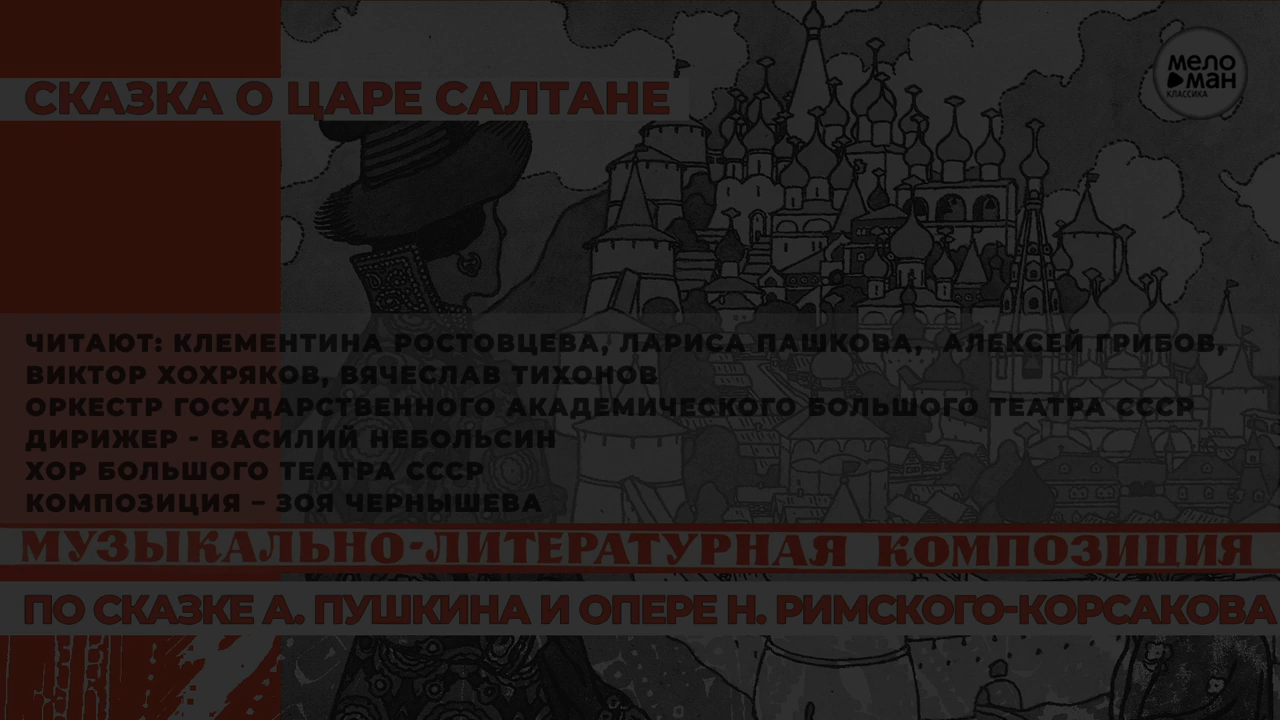 мело
ман
КЛАССИКА
СКАЗКА О ЦАРЕ САЛТАНЕ
ЧИТАЮТ: КЛЕМЕНТИНА РОСТОВЦЕВА, ЛАРИСА ПАШКОВА, АЛЕКСЕЙ ГРИБОВ,
ВИКТОР ХОХРЯКОВ, ВЯЧЕСЛАВ ТИХОНОВ
ОРКЕСТР ГОСУДАРСТВЕННОГО АКАДЕМИЧЕСКОГО БОЛЬШОГО ТЕАТРА СССР
ДИРИЖЕР - ВАСИЛИЙ НЕБОЛЬСИН
ХОР БОЛЬШОГО ТЕАТРА СССР
КОМПОЗИЦИЯ – ЗОЯ ЧЕРНЫШЕВА
МУЗЫКАЛЬНО-ЛИТЕРАТУРНАЯ КОМПОЗИЦИЯ
ПО СКАЗКЕ А. ПУШКИНА И ОПЕРЕ Н. РИМСКОГО-КОРСАКОВА